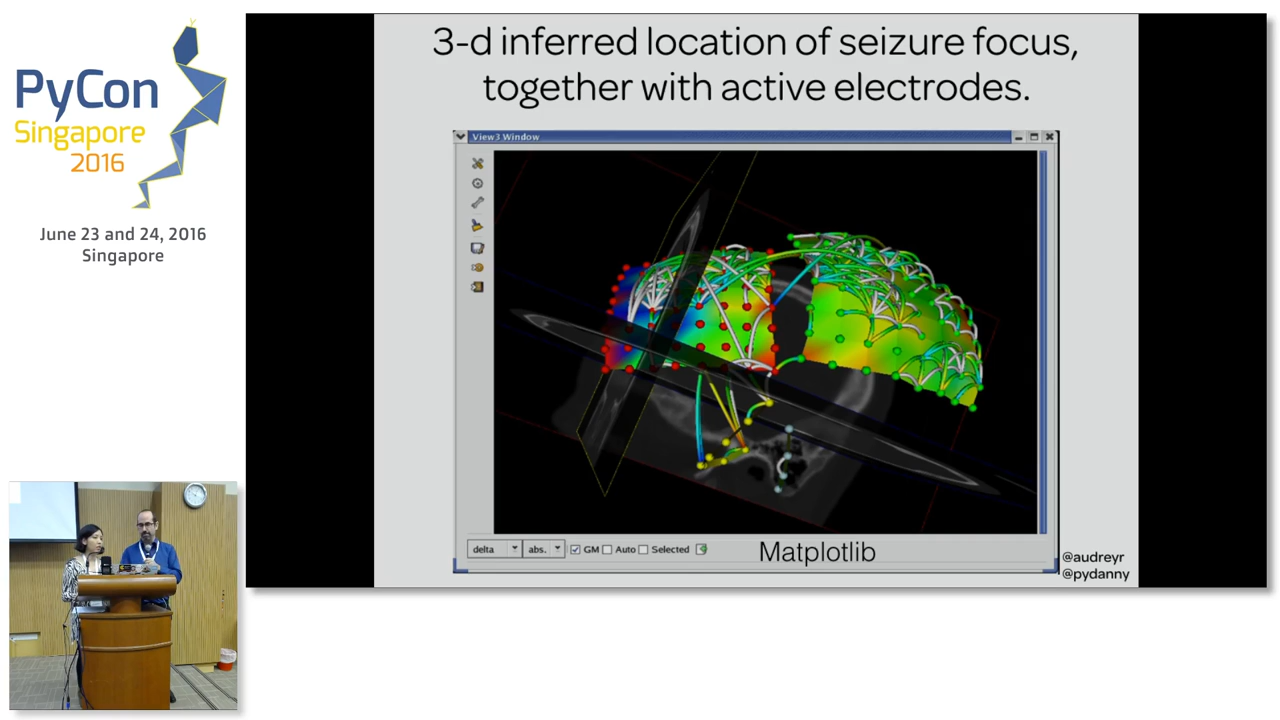 PyCon
Singapore
2016
June 23 and 24, 2016
Singapore
3-d inferred location of seizure focus,
together with active electrodes.
View3 Window
delta abs. GM Auto Selected
Matplotlib
@audreyr
@pydanny